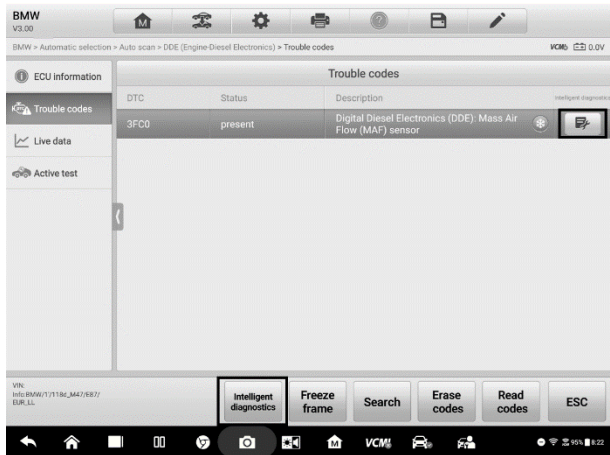 BMW
V3.00
BMW > Automatic selection > Auto scan > DDE (Engine-Diesel Electronics) > Trouble codes
VCMI 0.0V
ECU information
Trouble codes
Live data
Active test
Trouble codes
DTC Status Description Intelligent diagnostics
3FC0 present Digital Diesel Electronics (DDE): Mass Air
Flow (MAF) sensor
VIN:
Info:BMW/1'/118d_M47/E87/
EUR_LL
Intelligent
diagnostics
Freeze
frame
Search
Erase
codes
Read
codes
ESC
VCMI
95% 8:22